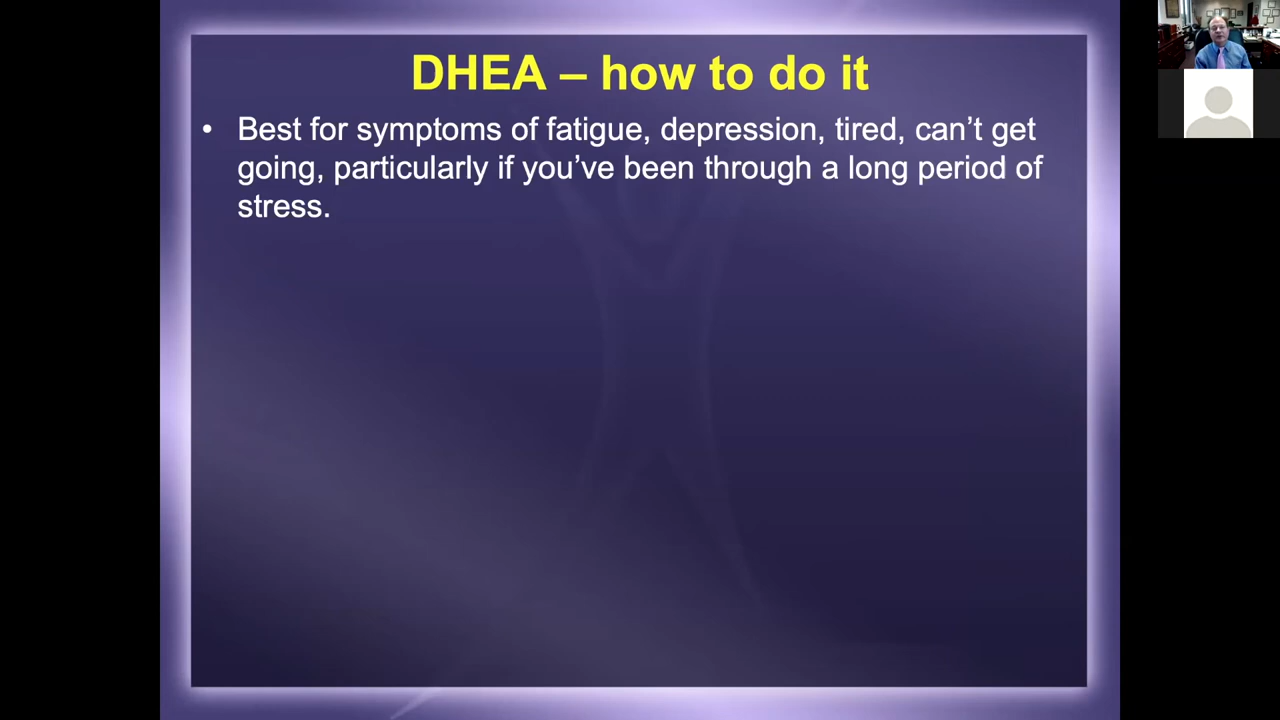 DHEA – how to do it
• Best for symptoms of fatigue, depression, tired, can’t get
going, particularly if you’ve been through a long period of
stress.